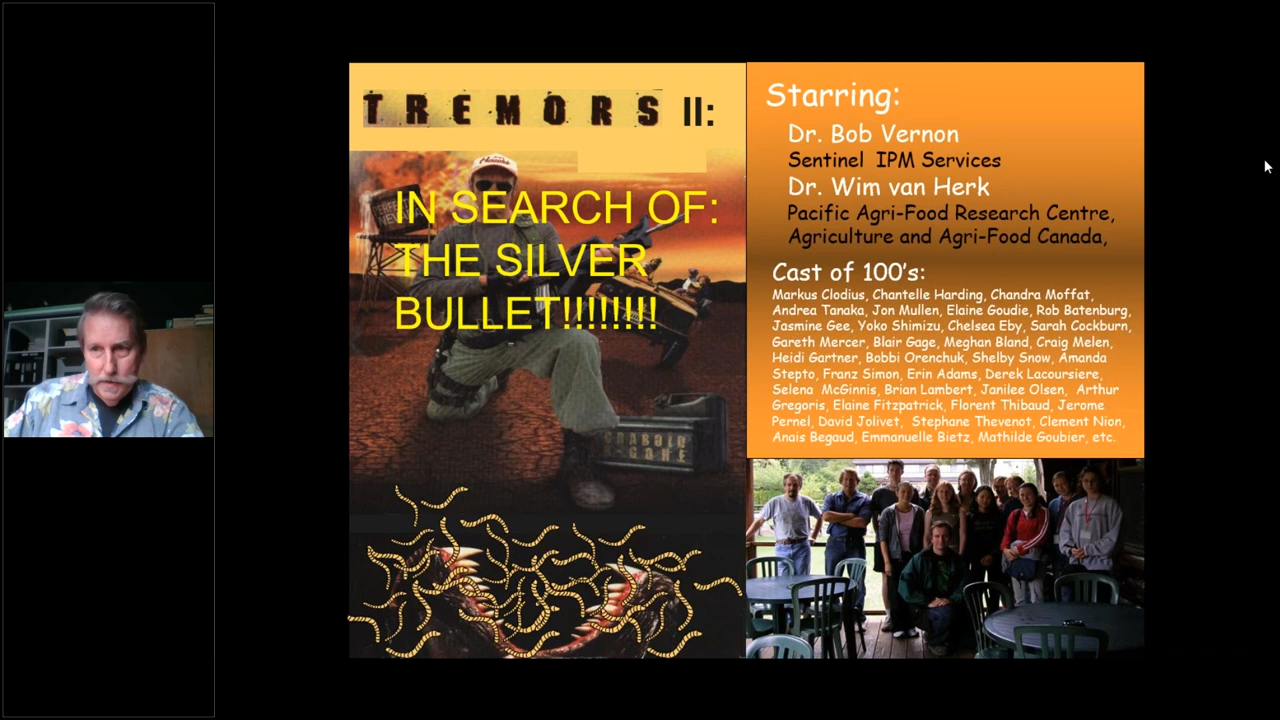 TREMORS II:
IN SEARCH OF:
THE SILVER
BULLET!!!!!!!!
Starring:
Dr. Bob Vernon
Sentinel IPM Services
Dr. Wim van Herk
Pacific Agri-Food Research Centre,
Agriculture and Agri-Food Canada,
Cast of 100's:
Markus Clodius, Chantelle Harding, Chandra Moffat,
Andrea Tanaka, Jon Mullen, Elaine Goudie, Rob Batenburg,
Jasmine Gee, Yoko Shimizu, Chelsea Eby, Sarah Cockburn,
Gareth Mercer, Blair Gage, Meghan Bland, Craig Melen,
Heidi Gartner, Bobbi Orenchuk, Shelby Snow, Amanda
Stepto, Franz Simon, Erin Adams, Derek Lacoursiere,
Selena McGinnis, Brian Lambert, Janilee Olsen, Arthur
Gregoris, Elaine Fitzpatrick, Florent Thibaud, Jerome
Pernel, David Jolivet, Stephane Thevenot, Clement Nion,
Anais Begaud, Emmanuelle Bietz, Mathilde Goubier, etc.